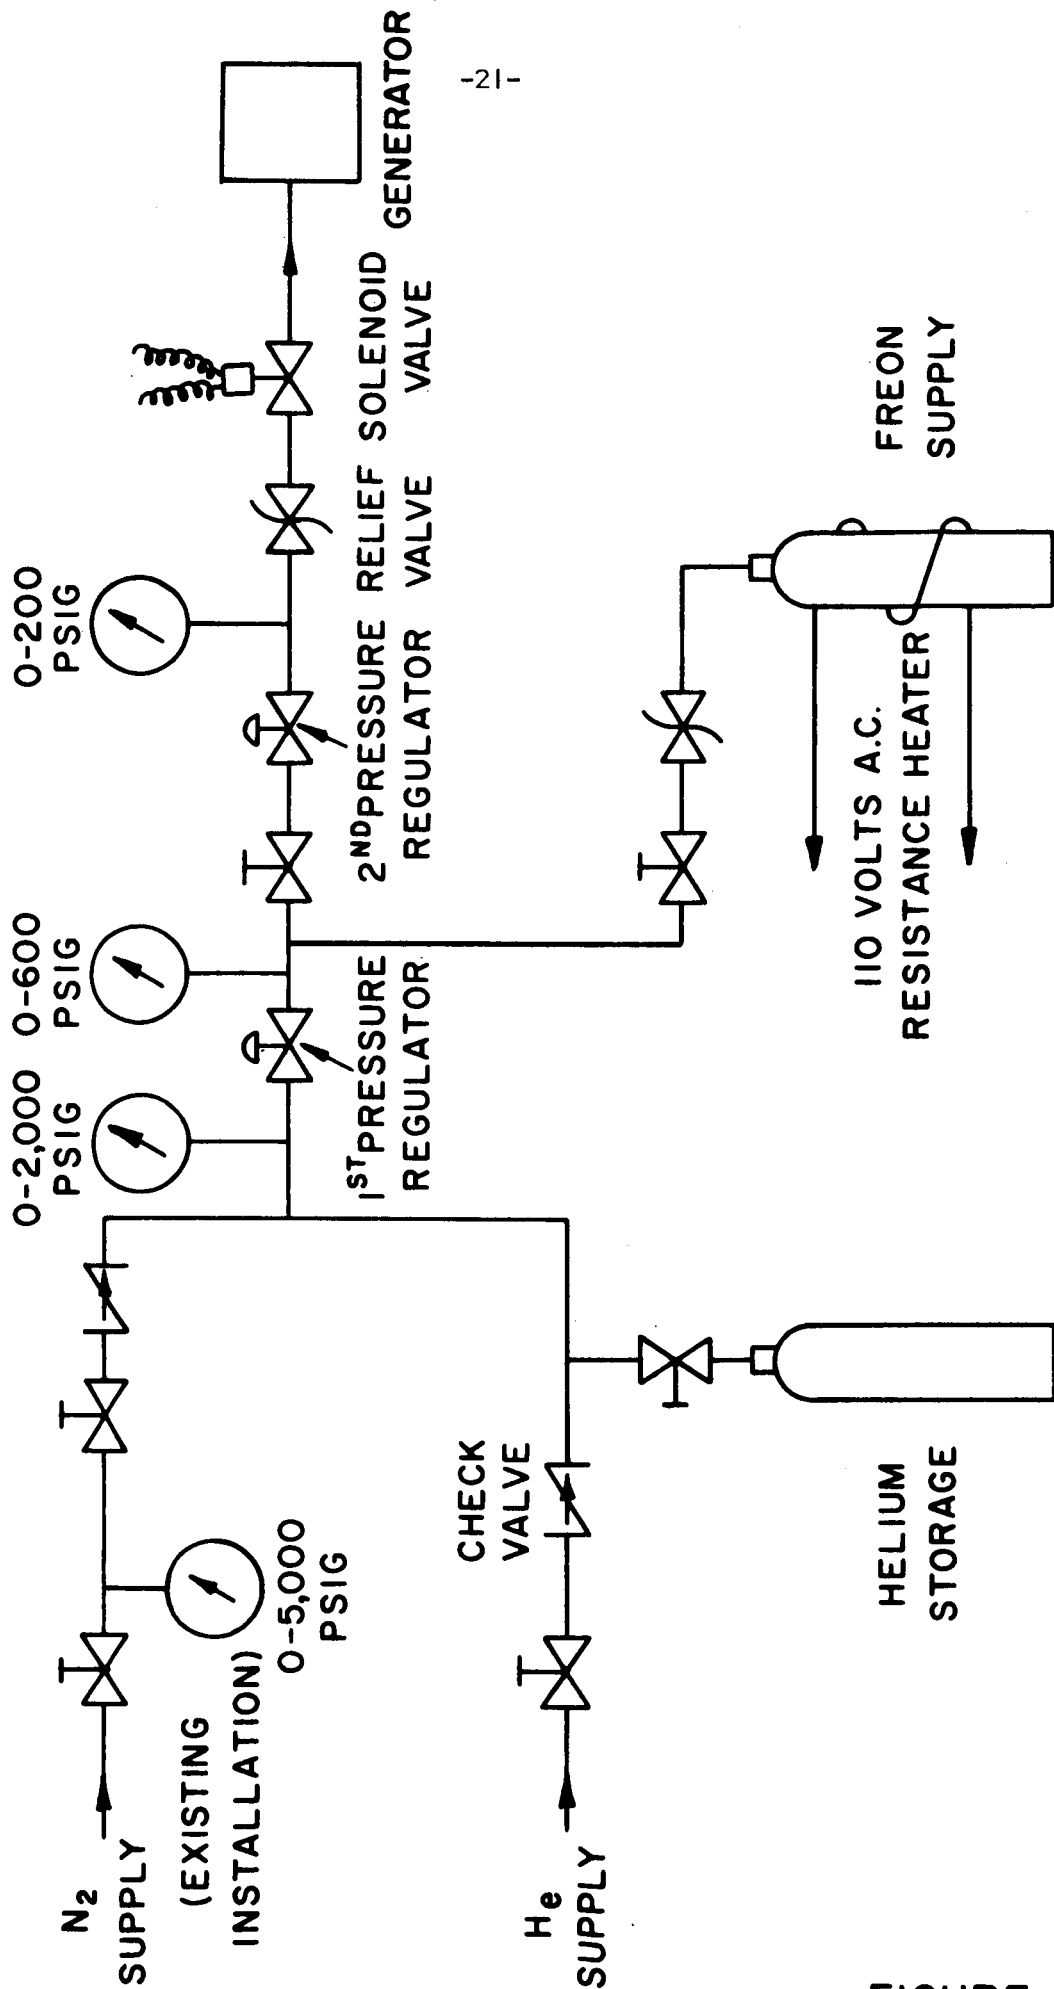 -21-
0-2,000
PSIG
0-600
PSIG
0-200
PSIG
N2
SUPPLY
(EXISTING
INSTALLATION)
0-5,000
PSIG
1ST PRESSURE
REGULATOR
2ND PRESSURE
REGULATOR
RELIEF
VALVE
SOLENOID
VALVE
GENERATOR
He
SUPPLY
CHECK
VALVE
HELIUM
STORAGE
110 VOLTS A.C.
RESISTANCE HEATER
FREON
SUPPLY
FIGURE